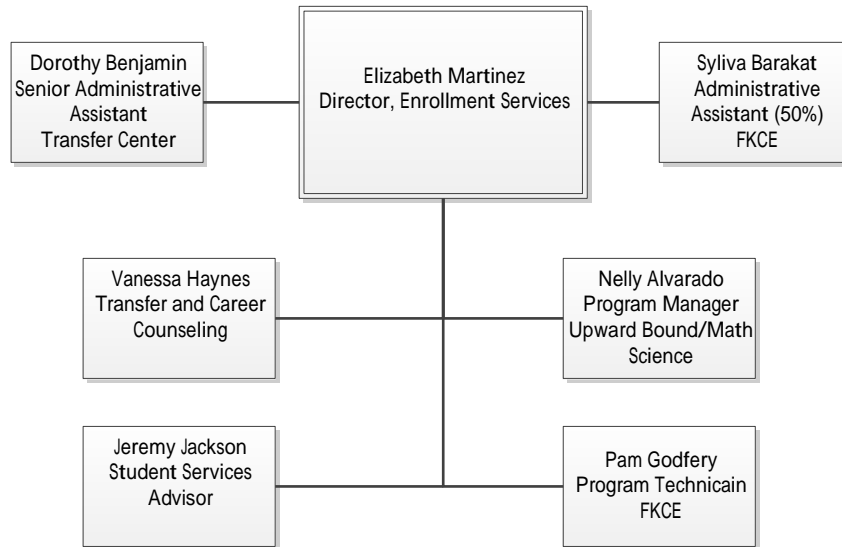 Dorothy Benjamin
Senior Administrative
Assistant
Transfer Center
Elizabeth Martinez
Director, Enrollment Services
Syliva Barakat
Administrative
Assistant (50%)
FKCE
Vanessa Haynes
Transfer and Career
Counseling
Nelly Alvarado
Program Manager
Upward Bound/Math
Science
Jeremy Jackson
Student Services
Advisor
Pam Godfery
Program Technicain
FKCE